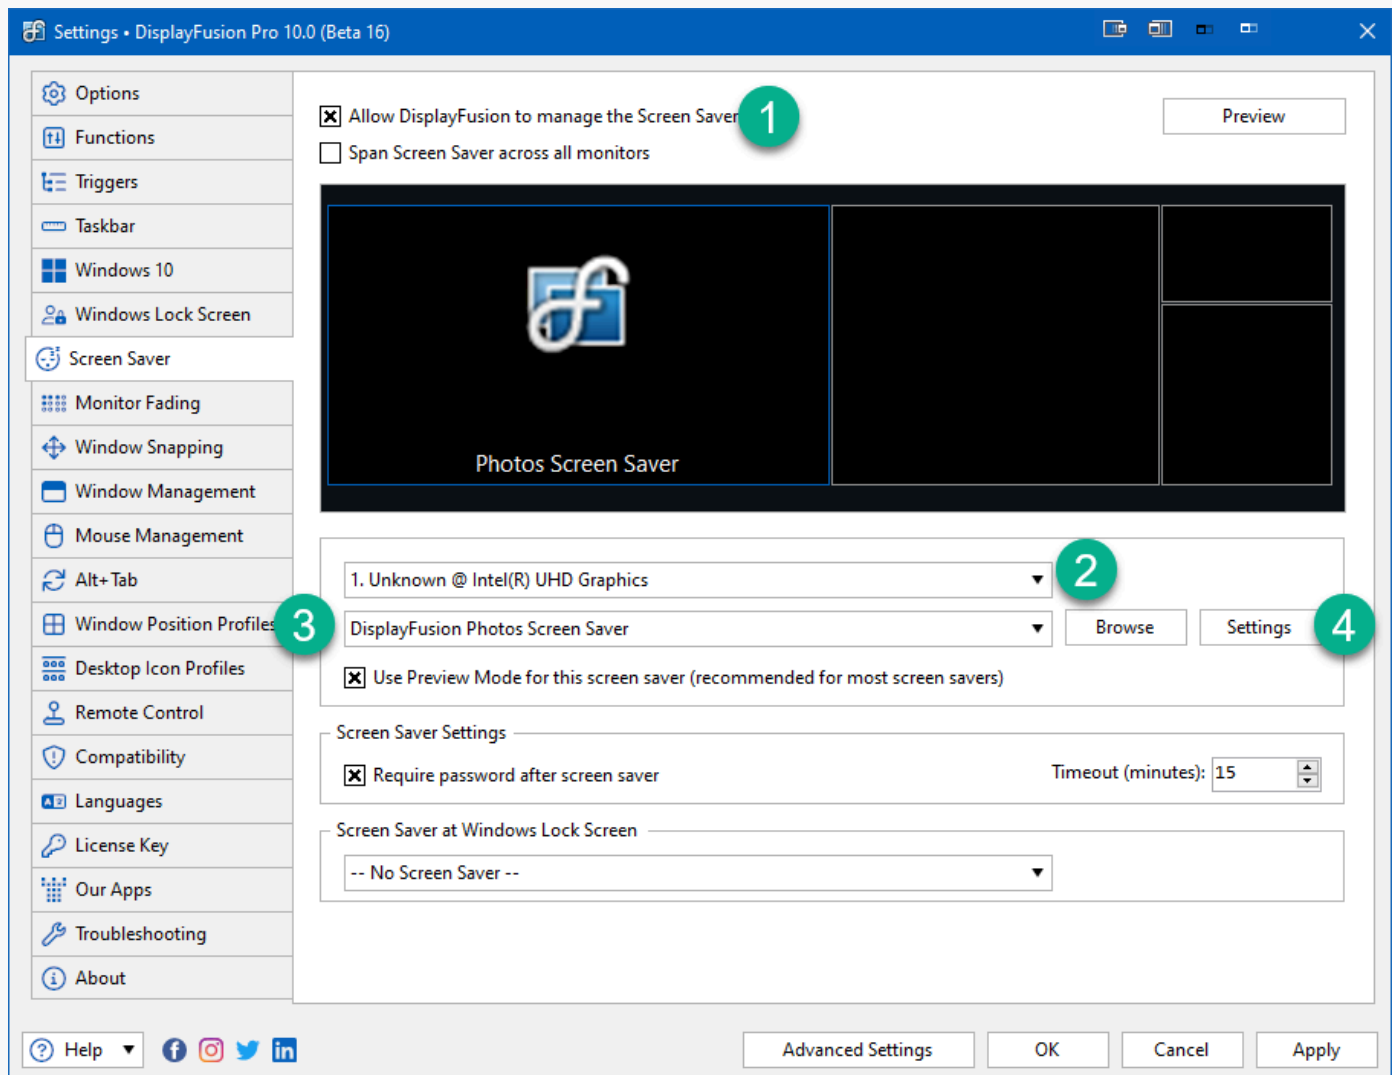 Settings • DisplayFusion Pro 10.0 (Beta 16)
Options
Functions
Triggers
Taskbar
Windows 10
Windows Lock Screen
Screen Saver
Monitor Fading
Window Snapping
Window Management
Mouse Management
Alt+Tab
Window Position Profiles
Desktop Icon Profiles
Remote Control
Compatibility
Languages
License Key
Our Apps
Troubleshooting
About
Allow DisplayFusion to manage the Screen Saver
1
Preview
Span Screen Saver across all monitors
Photos Screen Saver
1. Unknown @ Intel(R) UHD Graphics
2
3
DisplayFusion Photos Screen Saver
Browse
Settings
4
Use Preview Mode for this screen saver (recommended for most screen savers)
Screen Saver Settings
Require password after screen saver
Timeout (minutes): 15
Screen Saver at Windows Lock Screen
-- No Screen Saver --
Help
Advanced Settings
OK
Cancel
Apply